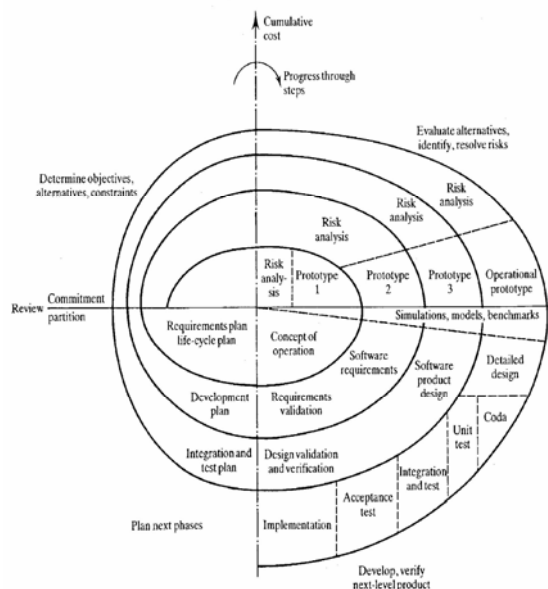 Cumulative
cost
Progress through
steps
Evaluate alternatives,
identify, resolve risks
Determine objectives,
alternatives, constraints
Risk
analysis
Risk
analysis
Risk
analysis
Risk
analy-
sis
Prototype
1
Prototype
2
Prototype
3
Operational
prototype
Review
Commitment
partition
Simulations, models, benchmarks
Requirements plan
life-cycle plan
Concept of
operation
Software
requirements
Software
product
design
Detailed
design
Development
plan
Requirements
validation
Coda
Unit
test
Integration and
test plan
Design validation
and verification
Integration
and test
Acceptance
test
Implementation
Plan next phases
Develop, verify
next-level product